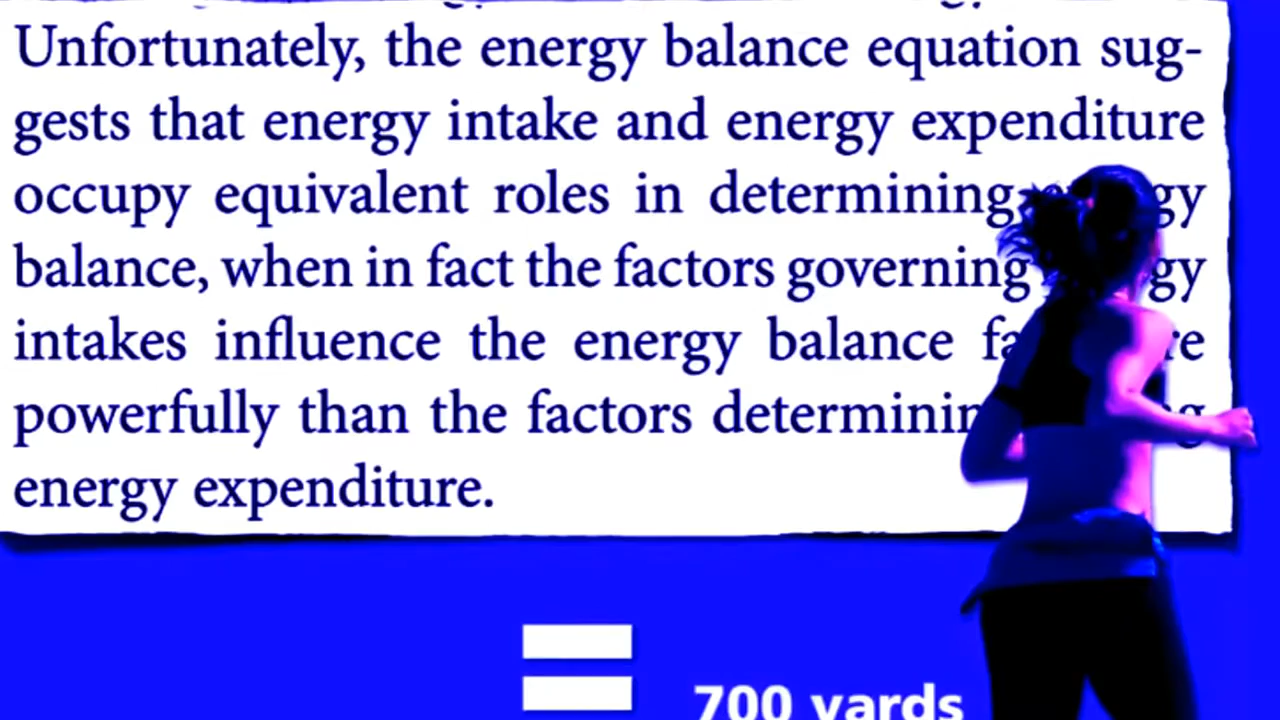 Unfortunately, the energy balance equation sug-
gests that energy intake and energy expenditure
occupy equivalent roles in determining
balance, when in fact the factors governing
intakes influence the energy balance
powerfully than the factors
energy expenditure.
=
700 yards